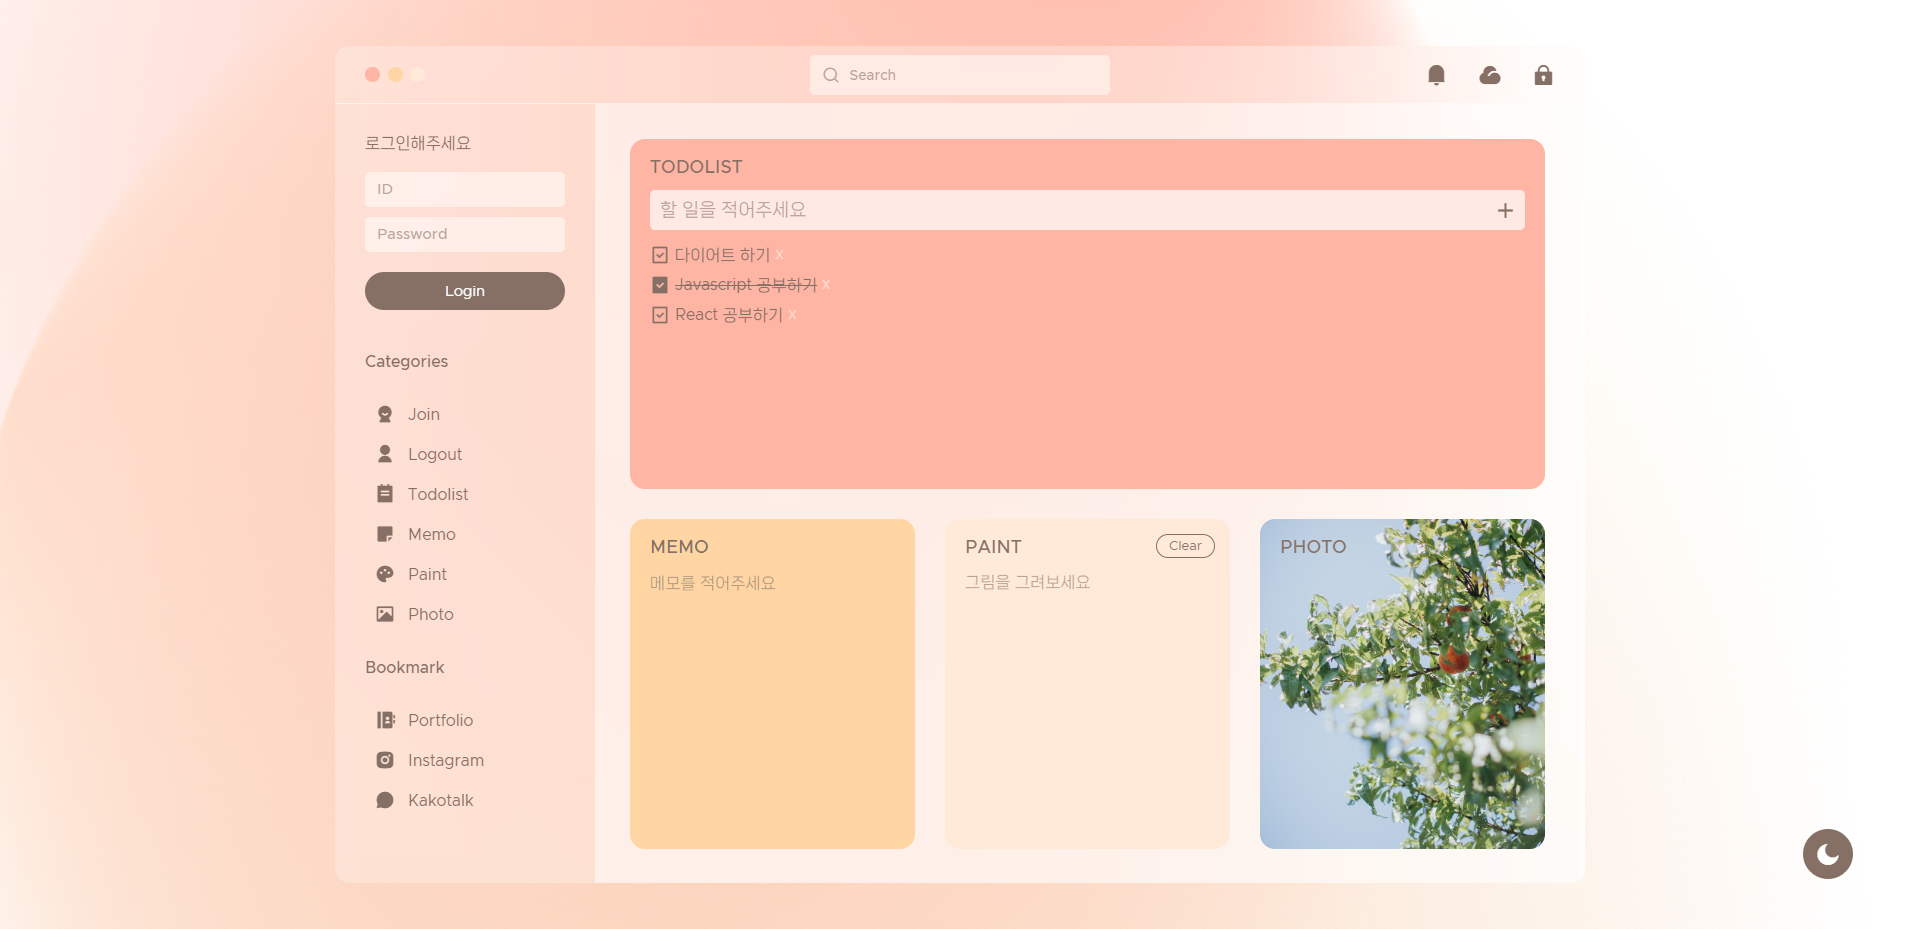 Search
로그인해주세요
ID
Password
Login
Categories
Join
Logout
Todolist
Memo
Paint
Photo
Bookmark
Portfolio
Instagram
Kakotalk
TODOLIST
할 일을 적어주세요
다이어트 하기 x
Javascript 공부하기 x
React 공부하기 x
MEMO
메모를 적어주세요
PAINT
Clear
그림을 그려보세요
PHOTO